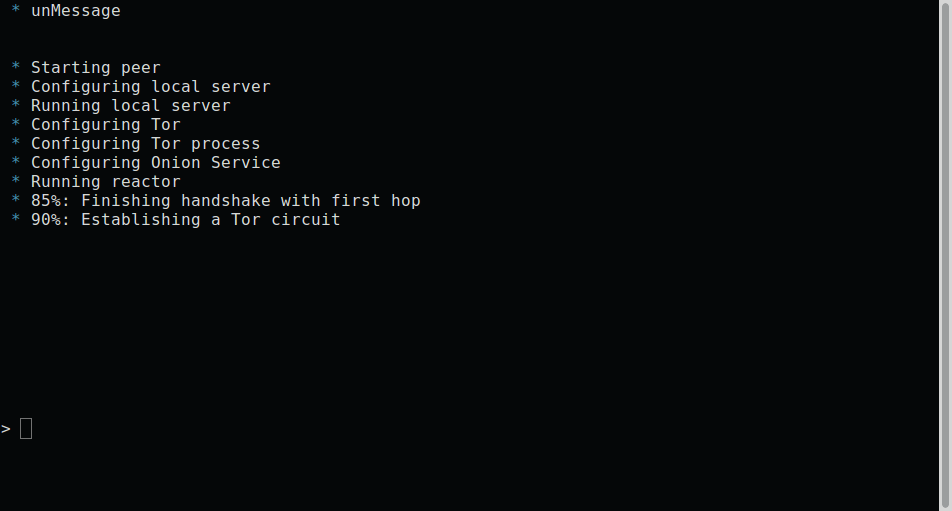 * unMessage
* Starting peer
* Configuring local server
* Running local server
* Configuring Tor
* Configuring Tor process
* Configuring Onion Service
* Running reactor
* 85%: Finishing handshake with first hop
* 90%: Establishing a Tor circuit
>